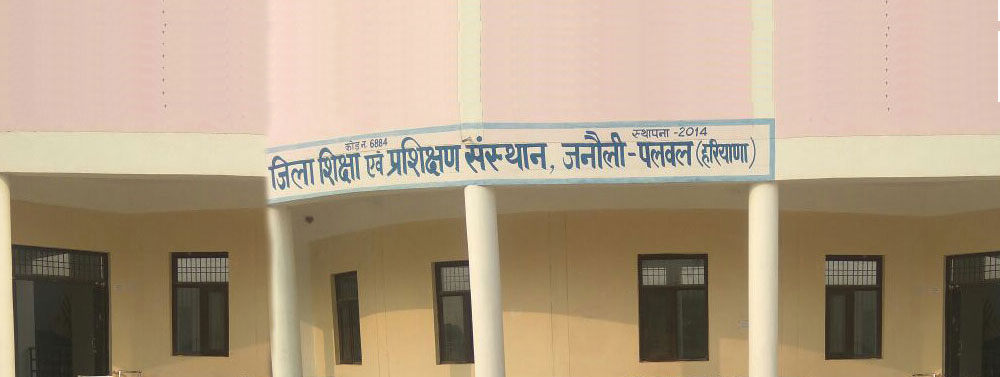 कोड न. 6884
स्थापना -2014
जिला शिक्षा एवं प्रशिक्षण संस्थान, जनौली-पलवल (हरियाणा)